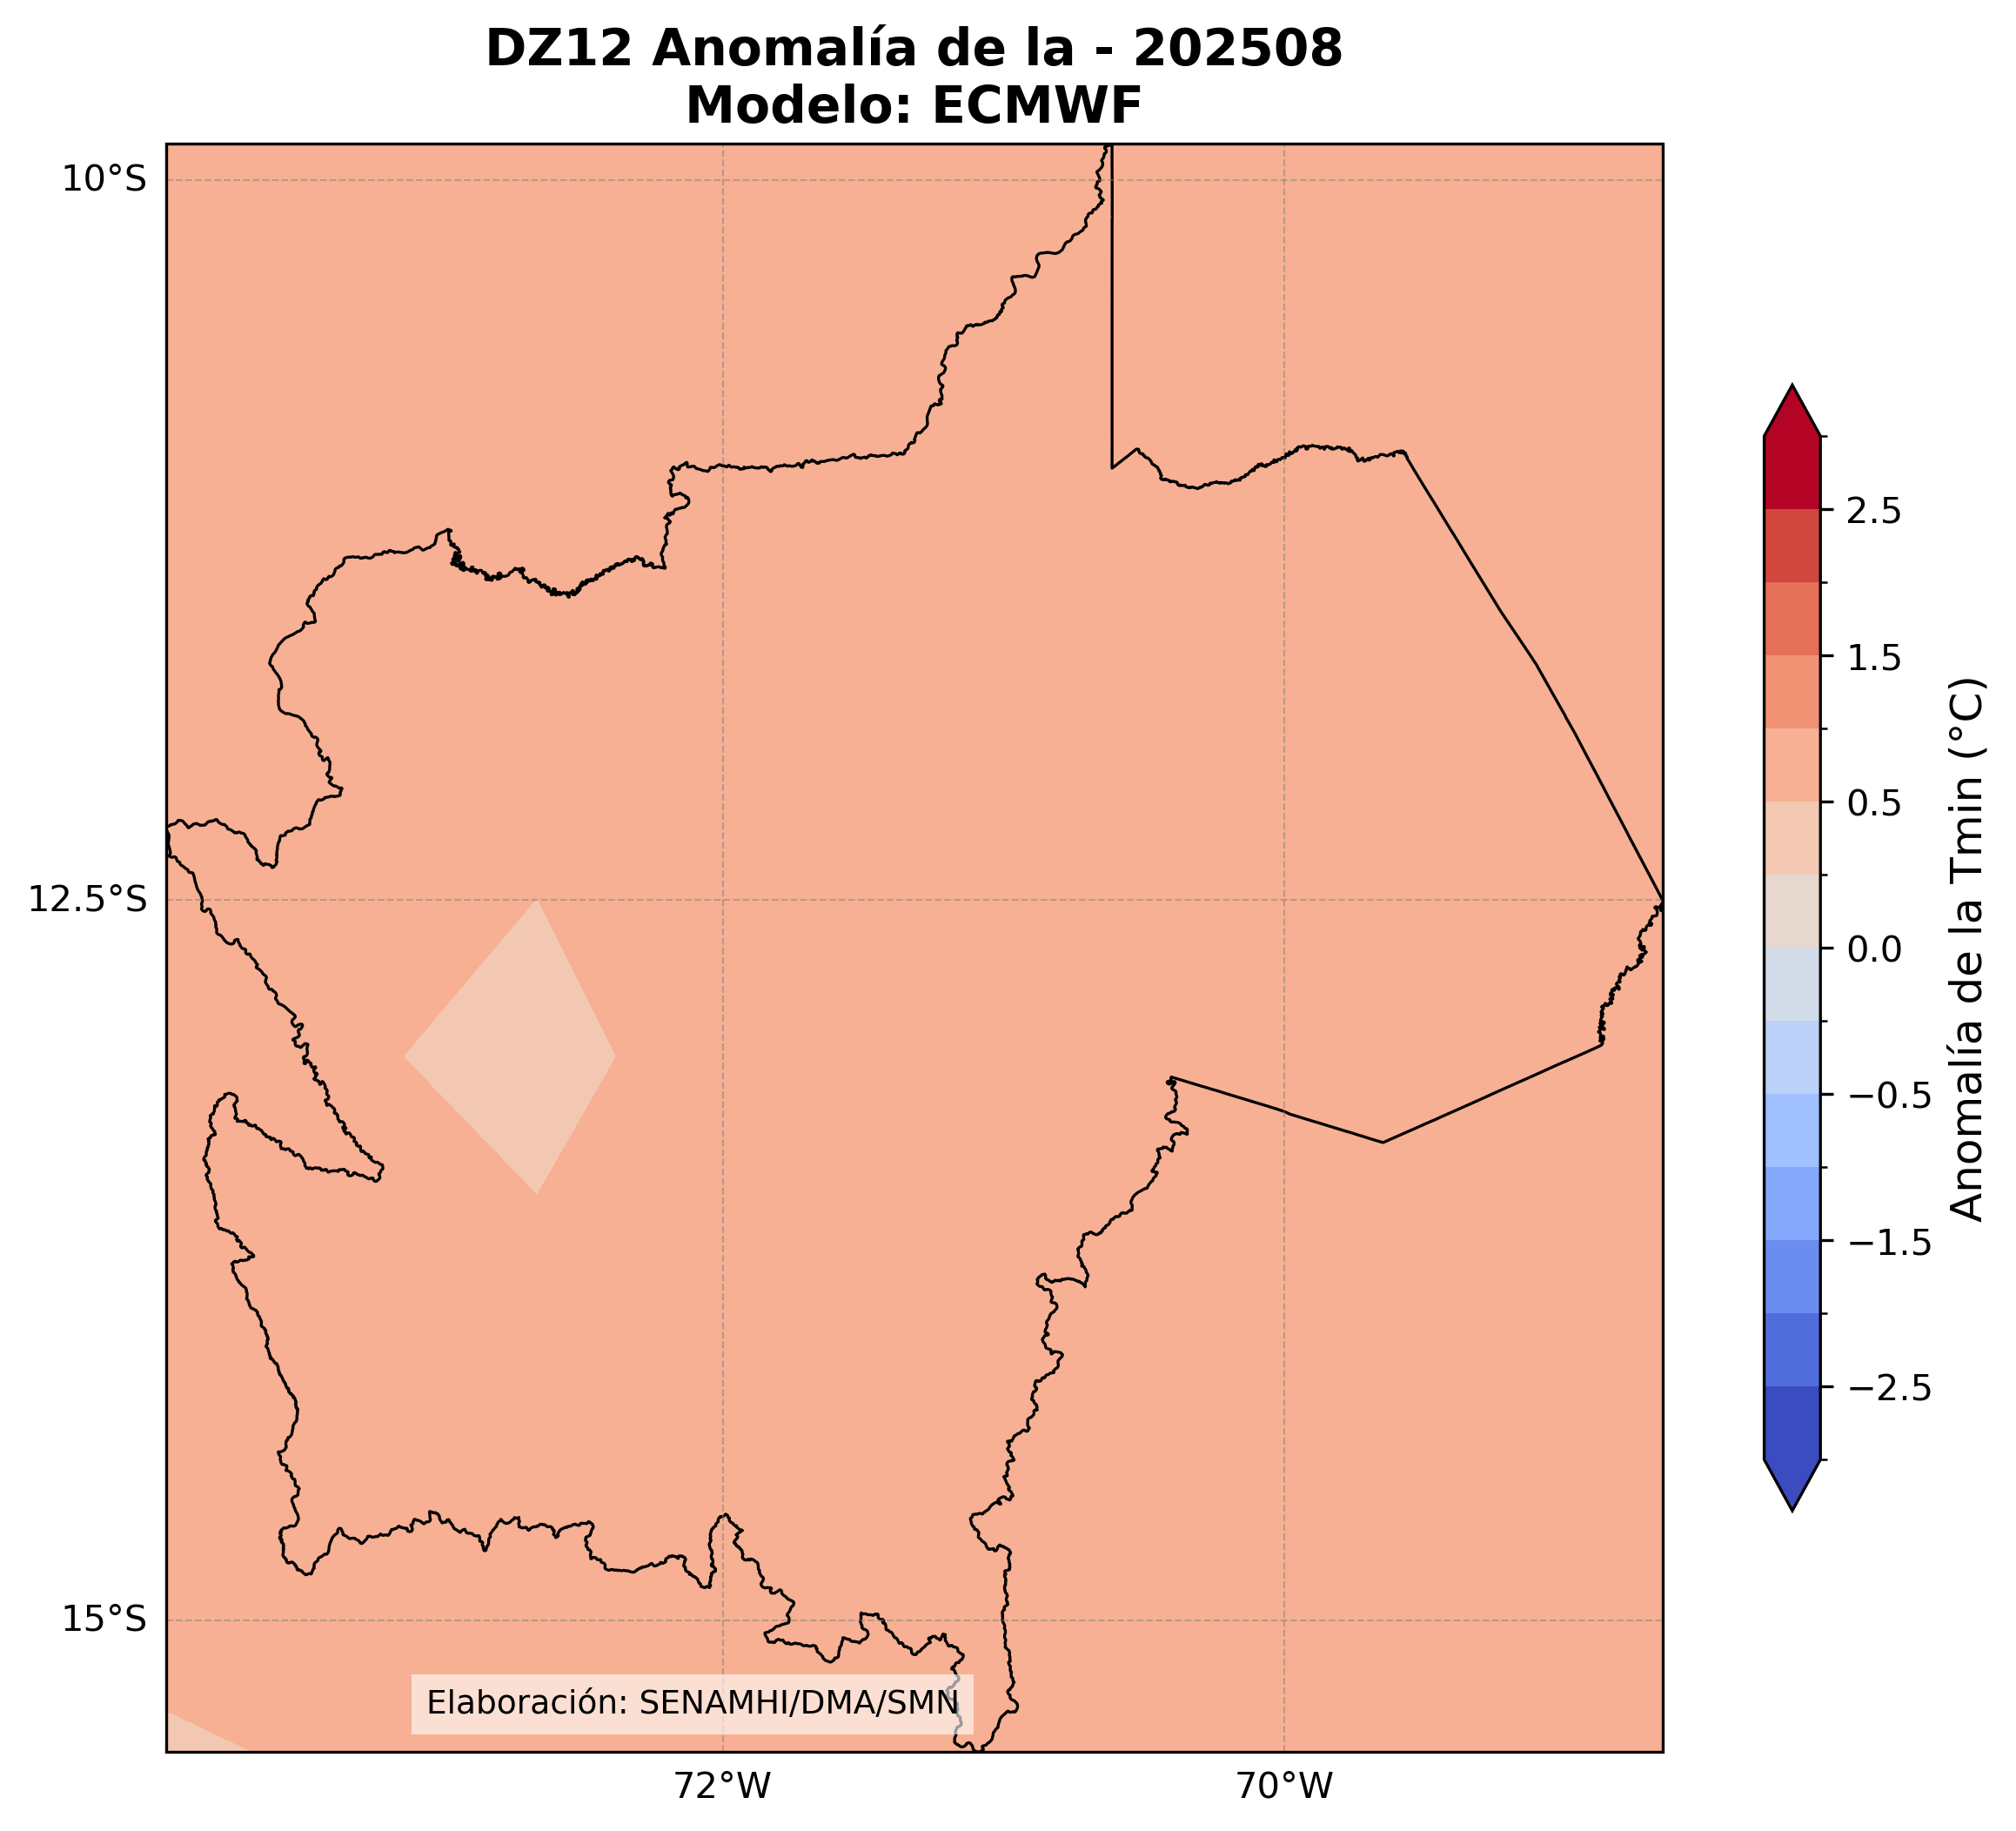 DZ12 Anomalía de la - 202508
Modelo: ECMWF
10°S
12.5°S
15°S
72°W
70°W
Elaboración: SENAMHI/DMA/SMN
2.5
1.5
0.5
0.0
−0.5
−1.5
−2.5
Anomalía de la Tmin (°C)